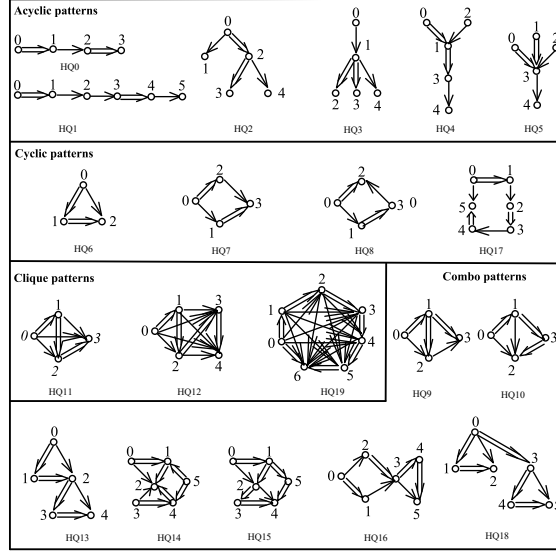 Acyclic patterns
0 1 2 3
HQ0
0 1 2 3 4 5
HQ1
0
1 2
3 4
HQ2
0
1
2 3 4
HQ3
0 2
1
3
4
HQ4
0 1 2
3
4
HQ5
Cyclic patterns
0
1 2
HQ6
2
0 3
1
HQ7
2
0 3 0
1
HQ8
0 1
5 2
4 3
HQ17
Clique patterns
1
0 3
2
HQ11
1 3
0
2 4
HQ12
2
1 3
0 4
6 5
HQ19
Combo patterns
1
0 3
2
HQ9
1
0 3
2
HQ10
0
1 2
3 4
HQ13
0 1
2 5
3 4
HQ14
0 1
2 5
3 4
HQ15
2 4
0 3
1 5
HQ16
0
1 2 3
4 5
HQ18